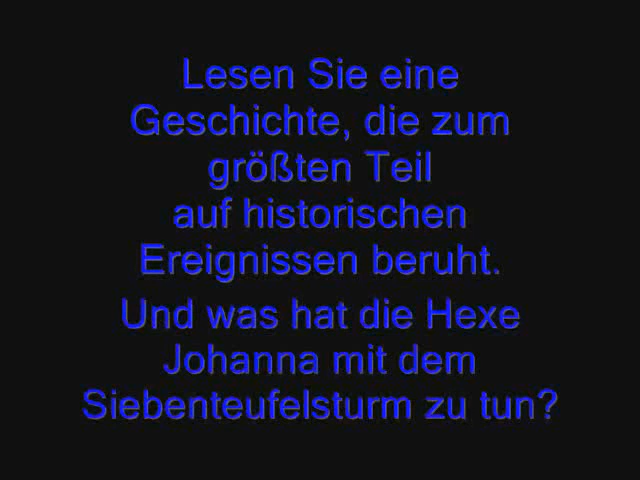 Lesen Sie eine
Geschichte, die zum
größten Teil
auf historischen
Ereignissen beruht.
Und was hat die Hexe
Johanna mit dem
Siebenteufelsturm zu tun?